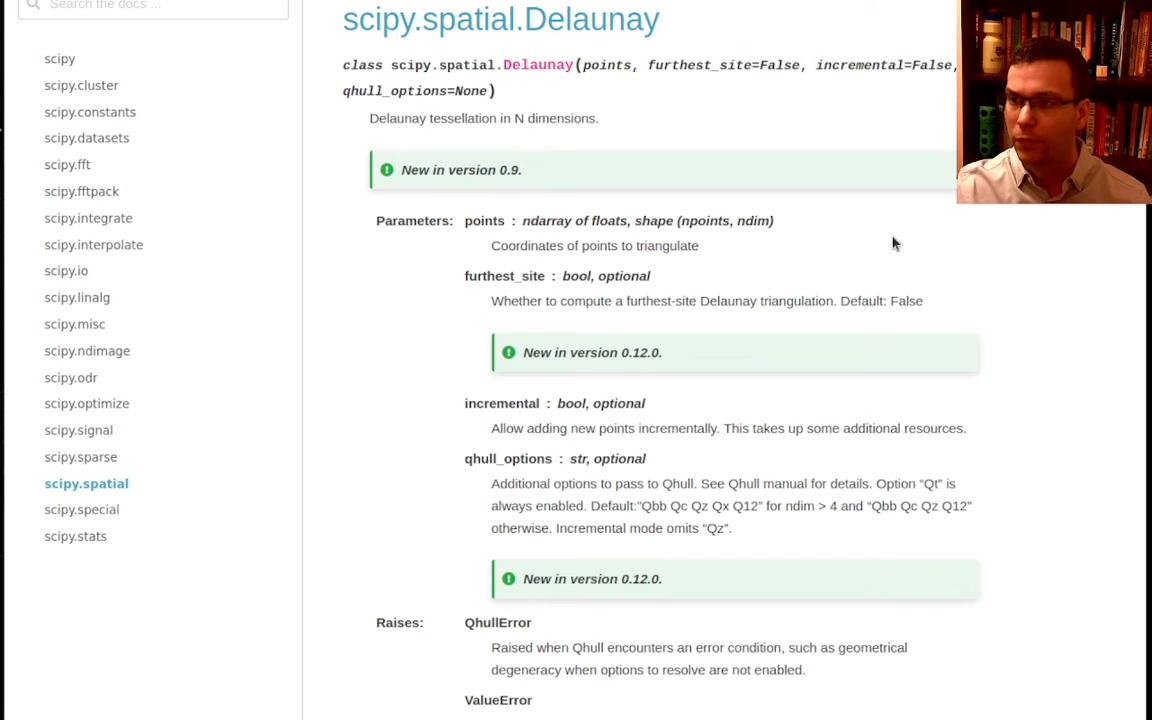 Search the docs ...
scipy
scipy.cluster
scipy.constants
scipy.datasets
scipy.fft
scipy.fftpack
scipy.integrate
scipy.interpolate
scipy.io
scipy.linalg
scipy.misc
scipy.ndimage
scipy.odr
scipy.optimize
scipy.signal
scipy.sparse
scipy.spatial
scipy.special
scipy.stats
scipy.spatial.Delaunay
class scipy.spatial.Delaunay(points, furthest_site=False, incremental=False,
qhull_options=None)
Delaunay tessellation in N dimensions.
New in version 0.9.
Parameters: points : ndarray of floats, shape (npoints, ndim)
Coordinates of points to triangulate
furthest_site : bool, optional
Whether to compute a furthest-site Delaunay triangulation. Default: False
New in version 0.12.0.
incremental : bool, optional
Allow adding new points incrementally. This takes up some additional resources.
qhull_options : str, optional
Additional options to pass to Qhull. See Qhull manual for details. Option “Qt” is
always enabled. Default:”Qbb Qc Qz Qx Q12” for ndim > 4 and “Qbb Qc Qz Q12”
otherwise. Incremental mode omits “Qz”.
New in version 0.12.0.
Raises: QhullError
Raised when Qhull encounters an error condition, such as geometrical
degeneracy when options to resolve are not enabled.
ValueError